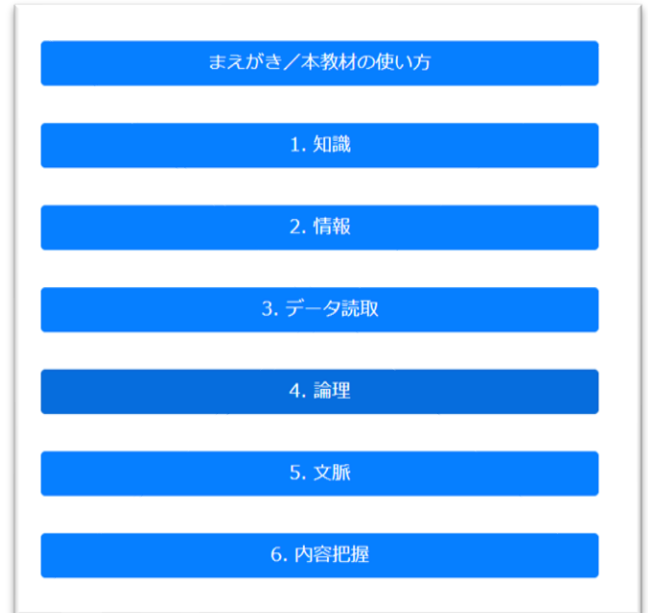 まえがき／本教材の使い方
1. 知識
2. 情報
3. データ読取
4. 論理
5. 文脈
6. 内容把握